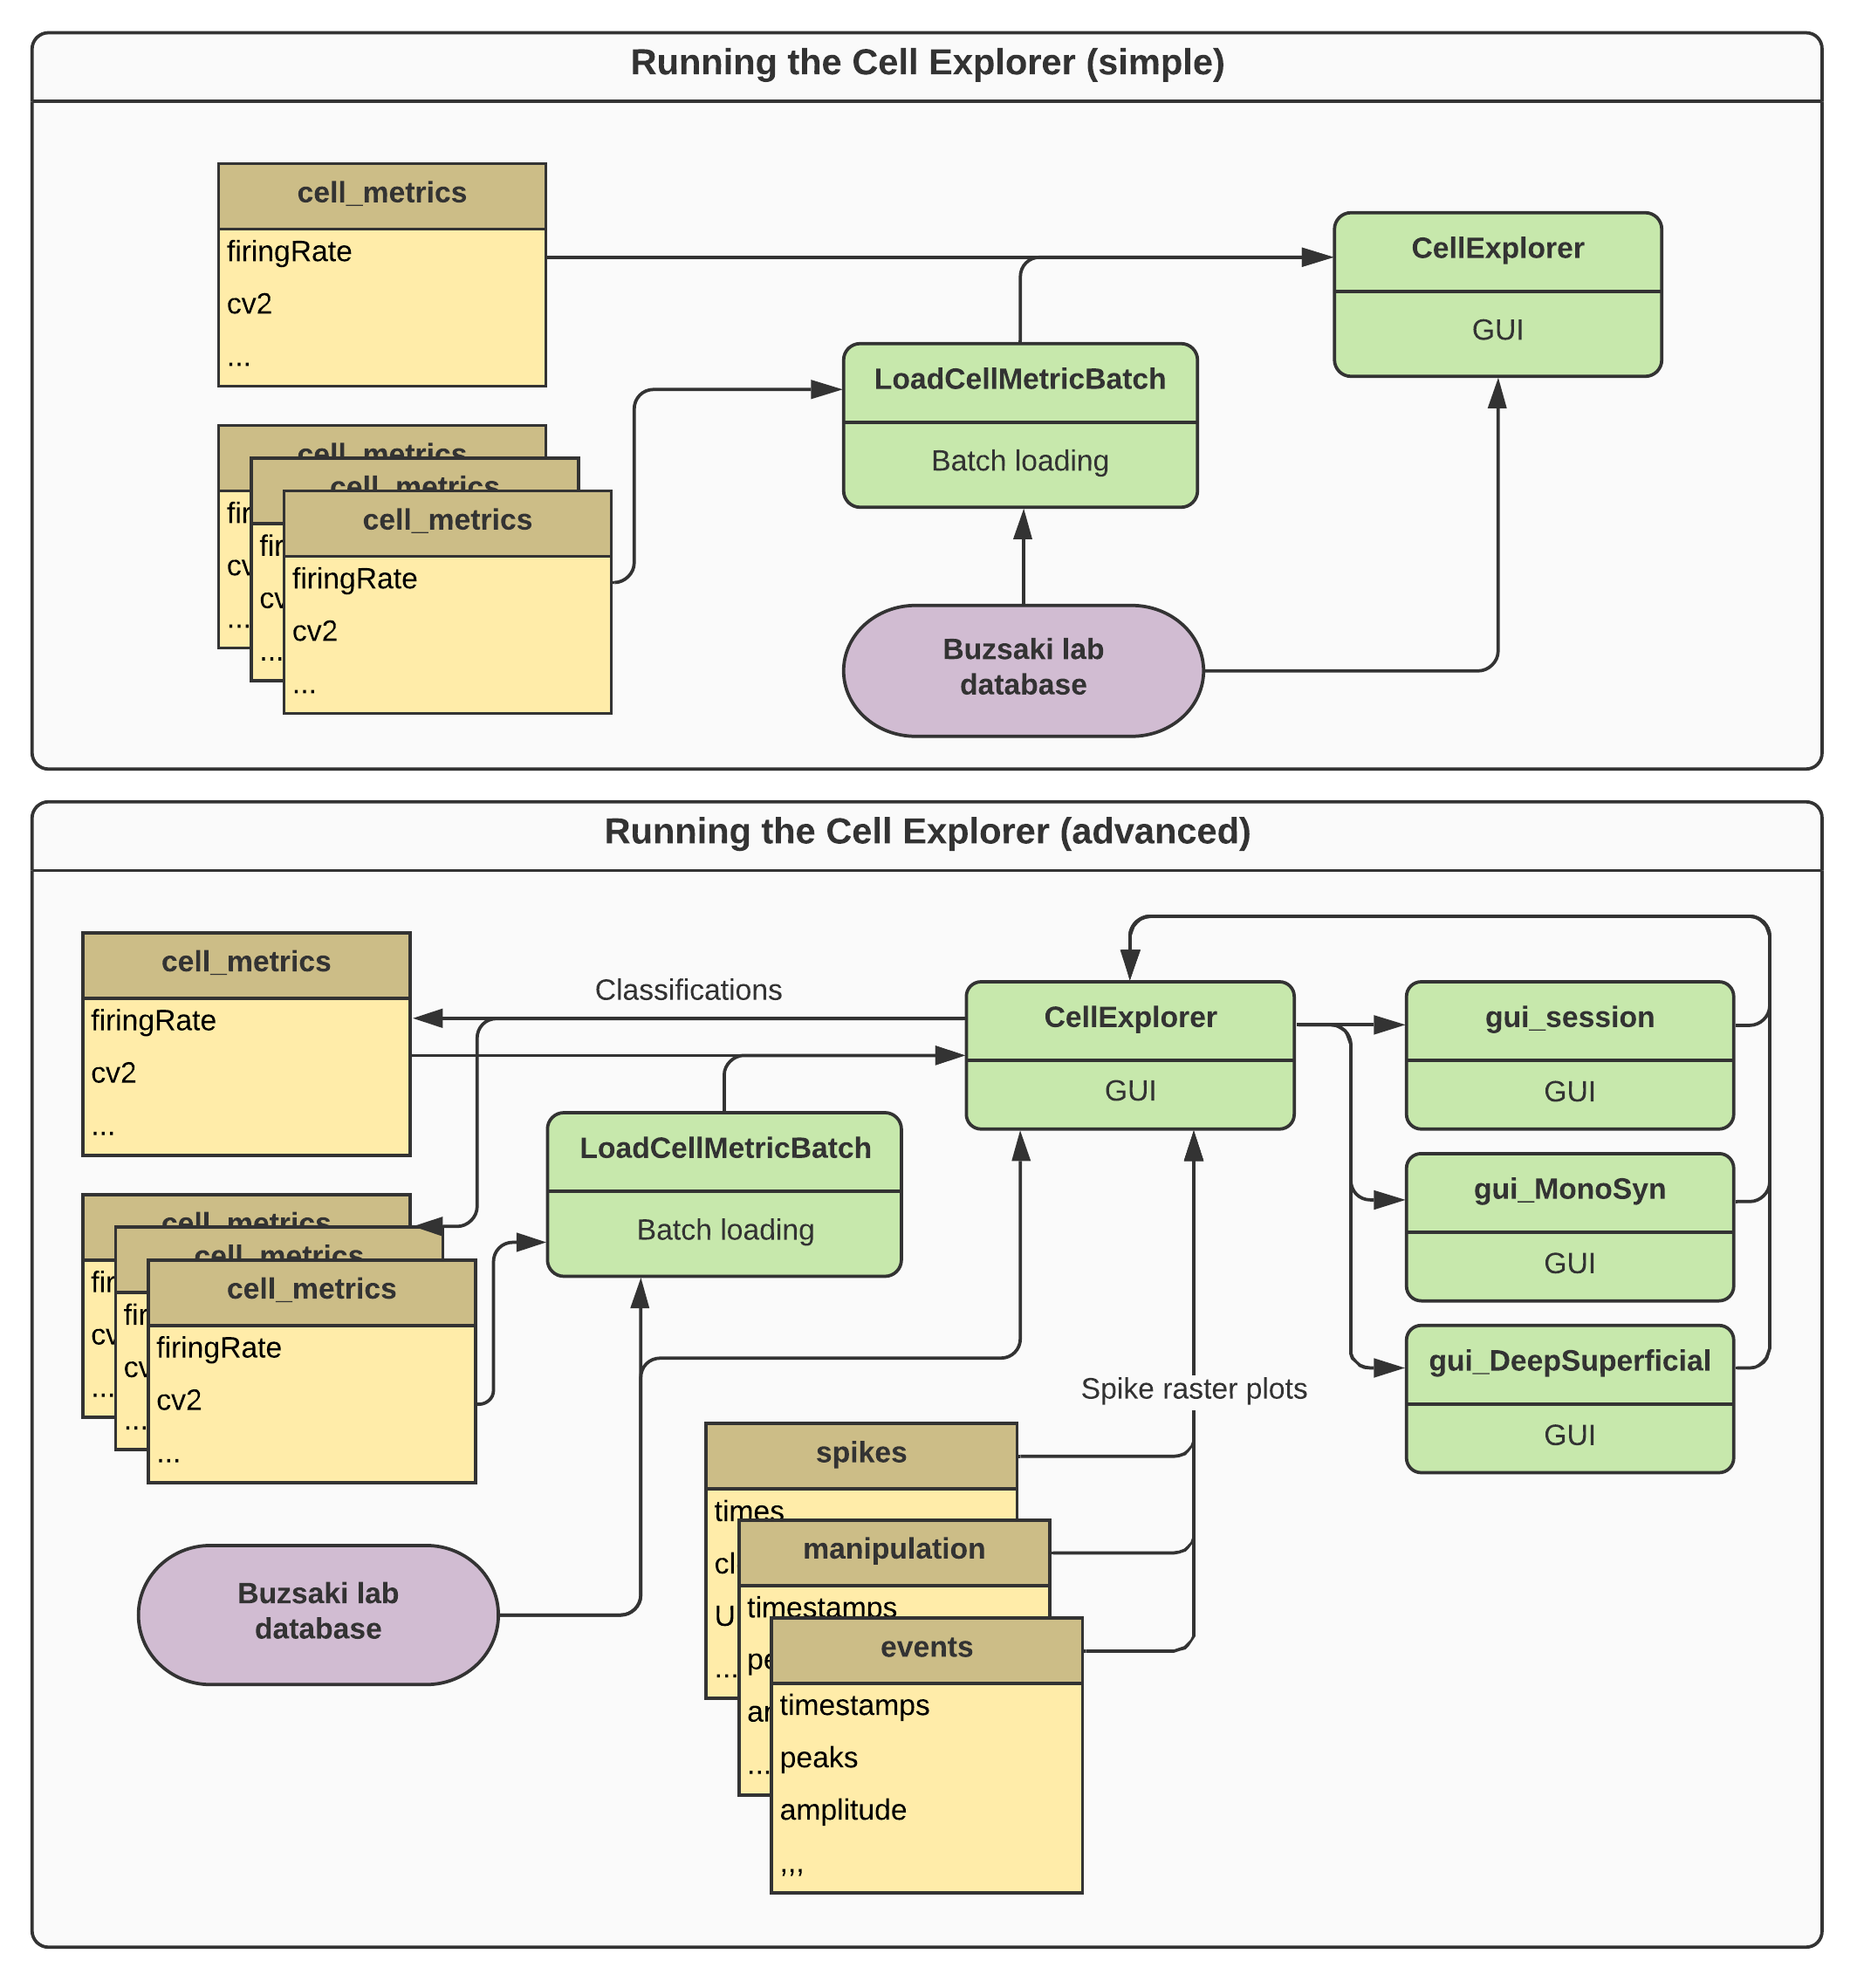 Running the Cell Explorer (simple)
cell_metrics
firingRate
cv2
...
CellExplorer
GUI
LoadCellMetricBatch
Batch loading
cell_metrics
fir
cv
...
cell_metrics
fir
cv
...
cell_metrics
firingRate
cv2
...
Buzsaki lab
database
Running the Cell Explorer (advanced)
cell_metrics
firingRate
cv2
...
Classifications
CellExplorer
GUI
gui_session
GUI
LoadCellMetricBatch
Batch loading
gui_MonoSyn
GUI
gui_DeepSuperficial
GUI
cell_metrics
fir
cv
...
cell_metrics
fir
cv
...
cell_metrics
firingRate
cv2
...
Spike raster plots
Buzsaki lab
database
spikes
times
cl
U
...
manipulation
timestamps
pe
...
events
timestamps
peaks
amplitude
,,,